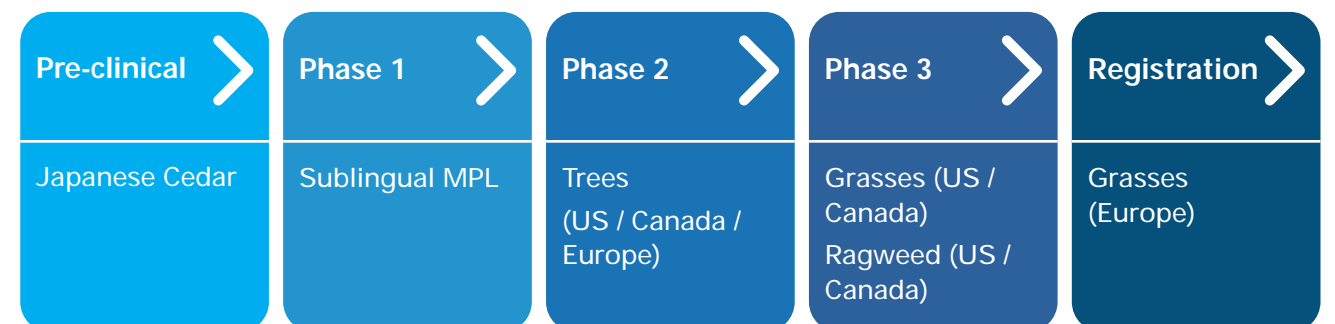 Pre-clinical
Japanese Cedar
Phase 1
Sublingual MPL
Phase 2
Trees
(US / Canada /
Europe)
Phase 3
Grasses (US /
Canada)
Ragweed (US /
Canada)
Registration
Grasses
(Europe)